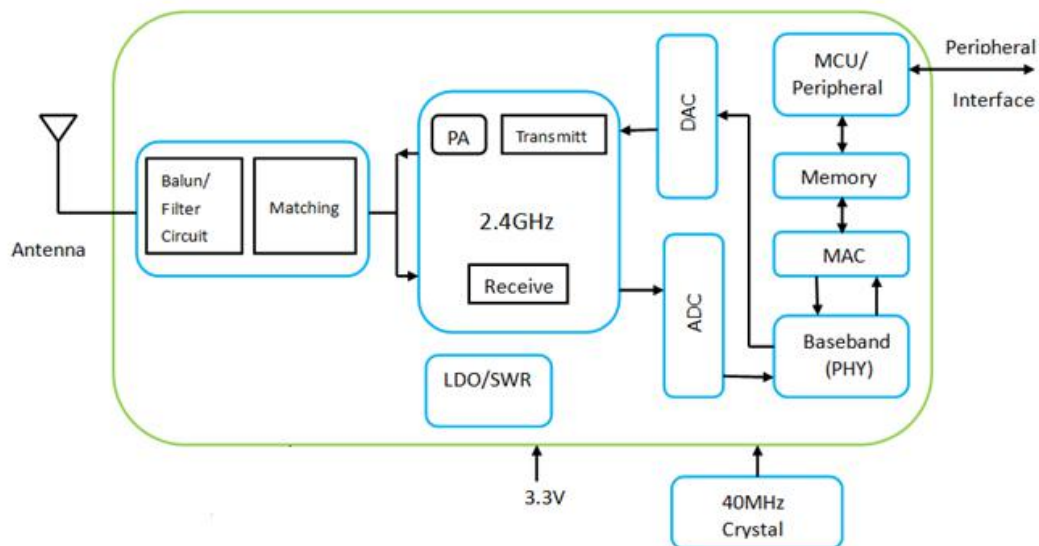 Antenna
Balun/
Filter
Circuit
Matching
PA
Transmitt
2.4GHz
Receive
LDO/SWR
DAC
ADC
MCU/
Peripheral
Memory
MAC
Baseband
(PHY)
Peripheral
Interface
3.3V
40MHz
Crystal